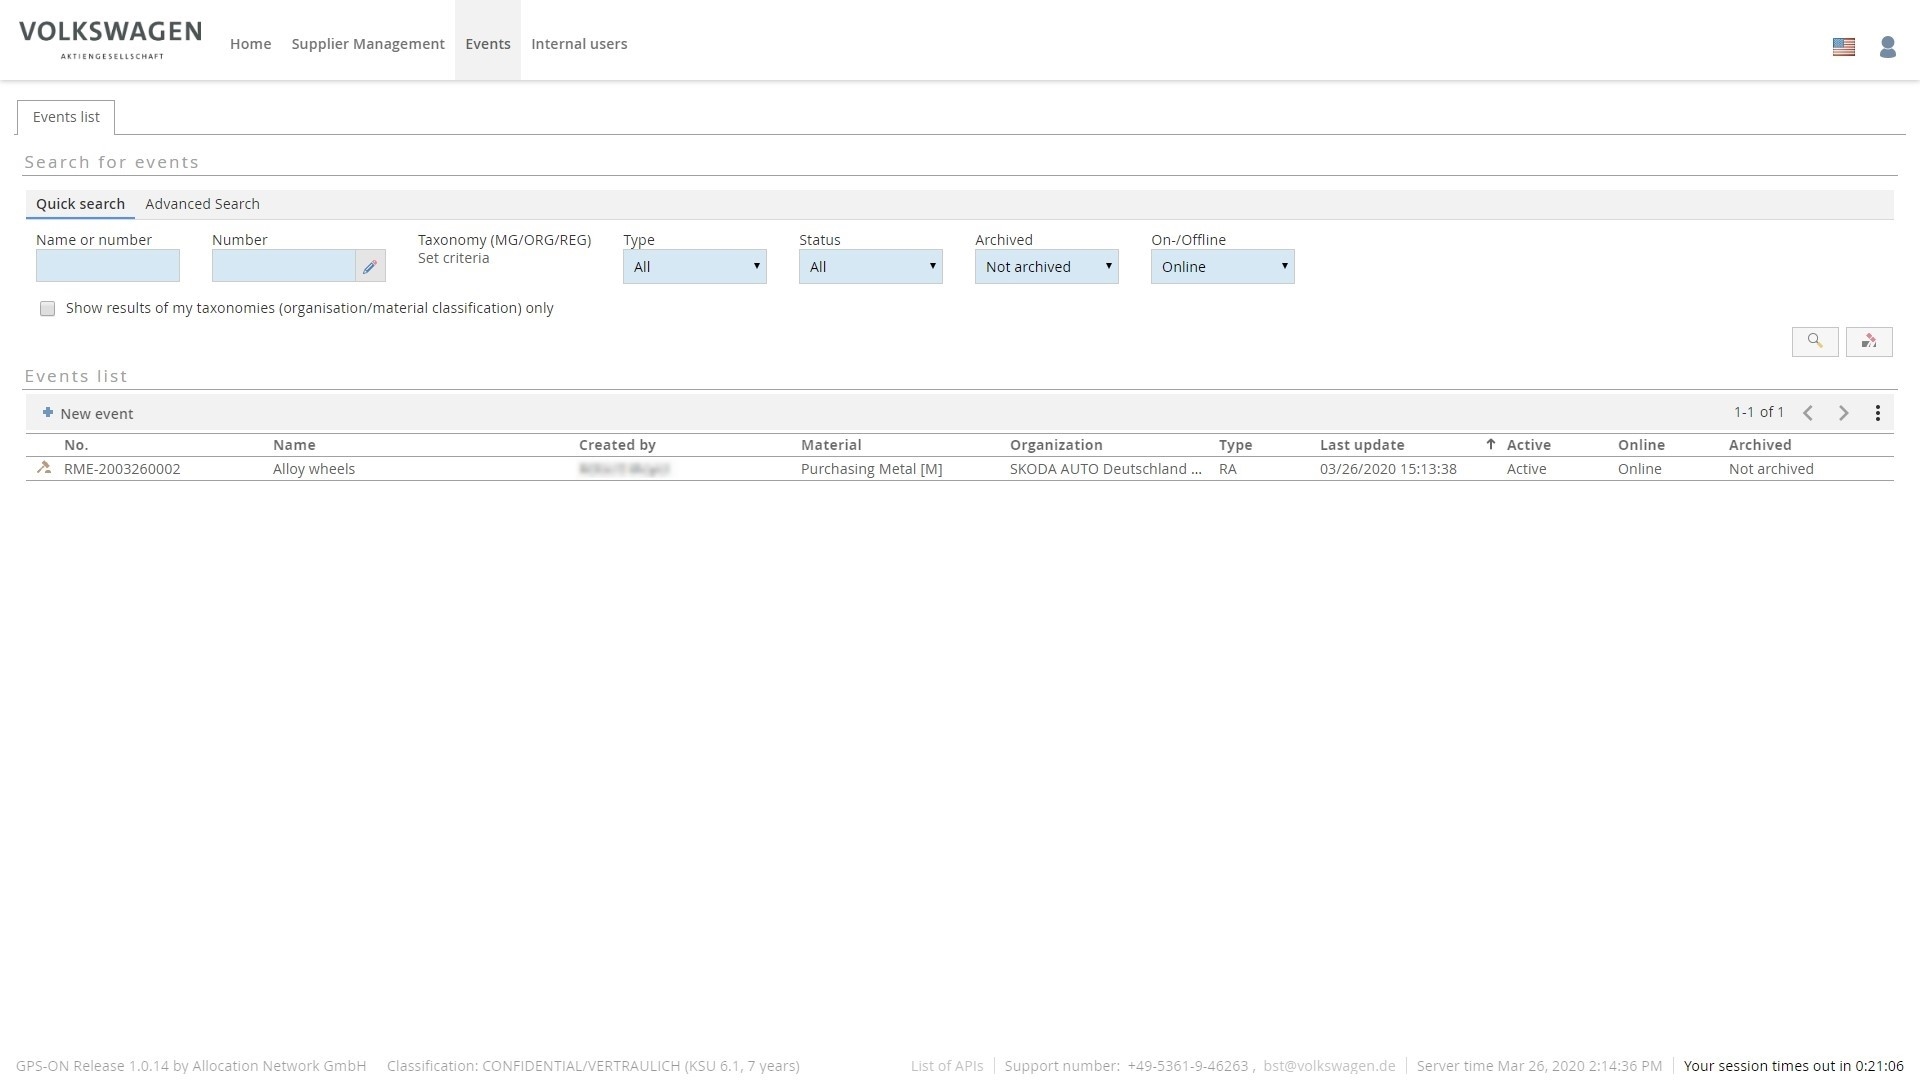 VOLKSWAGEN
AKTIENGESELLSCHAFT
Home Supplier Management Events Internal users
Events list
Search for events
Quick search Advanced Search
Name or number Number Taxonomy (MG/ORG/REG) Type Status Archived On-/Offline
Set criteria All All Not archived Online
Show results of my taxonomies (organisation/material classification) only
Events list
New event 1-1 of 1
No. Name Created by Material Organization Type Last update Active Online Archived
RME-2003260002 Alloy wheels Purchasing Metal [M] SKODA AUTO Deutschland ... RA 03/26/2020 15:13:38 Active Online Not archived
GPS-ON Release 1.0.14 by Allocation Network GmbH Classification: CONFIDENTIAL/VERTRAULICH (KSU 6.1, 7 years) List of APIs Support number: +49-5361-9-46263 , bst@volkswagen.de Server time Mar 26, 2020 2:14:36 PM Your session times out in 0:21:06